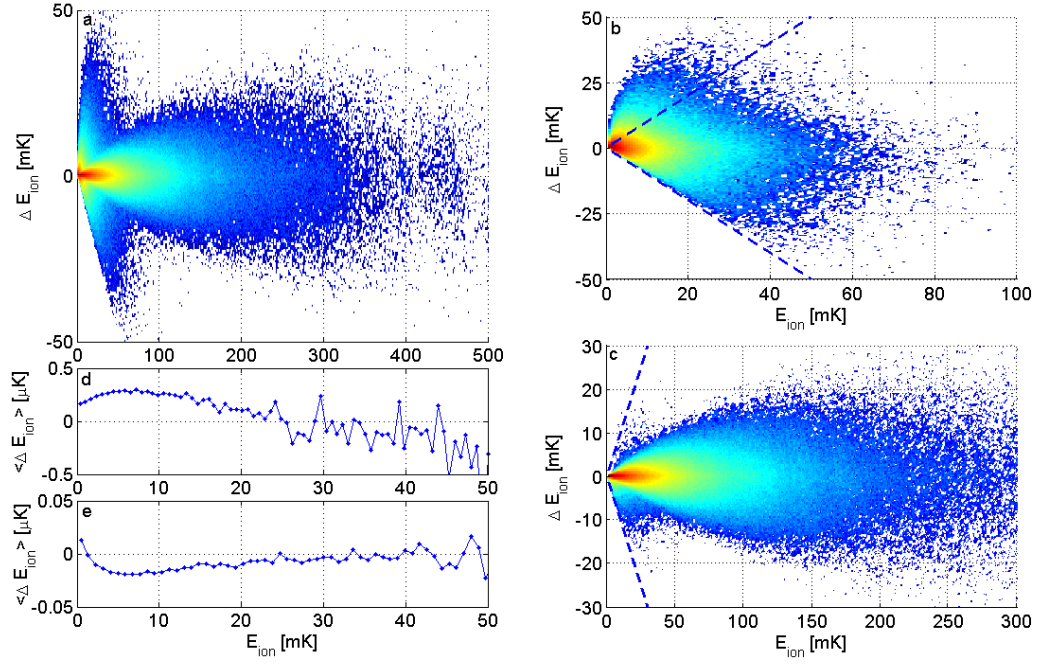 a
50
0
-50
Δ E_ion [mK]
0 100 200 300 400 500
b
50
25
0
-25
-50
Δ E_ion [mK]
0 20 40 60 80 100
E_ion [mK]
d
0.5
0
-0.5
<Δ E_ion> [μK]
0 10 20 30 40 50
e
0.05
0
-0.05
<Δ E_ion> [μK]
0 10 20 30 40 50
E_ion [mK]
c
30
20
10
0
-10
-20
-30
Δ E_ion [mK]
0 50 100 150 200 250 300
E_ion [mK]